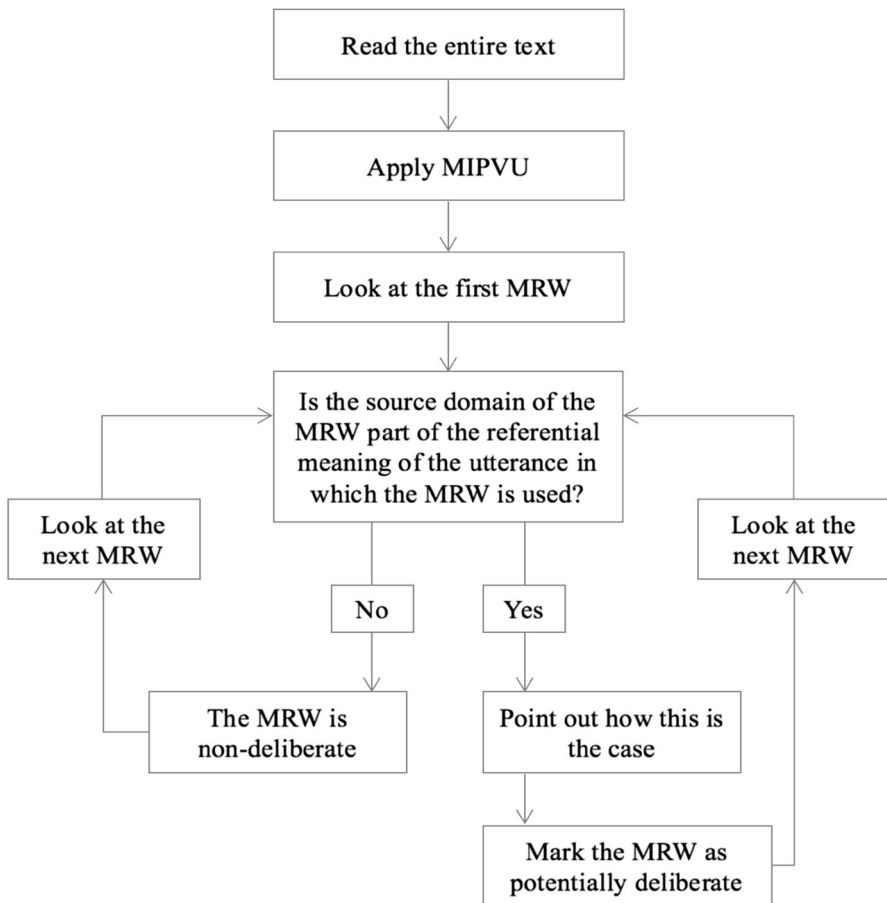 Read the entire text
Apply MIPVU
Look at the first MRW
Is the source domain of the
MRW part of the referential
meaning of the utterance in
which the MRW is used?
Look at the
next MRW
Look at the
next MRW
No
Yes
The MRW is
non-deliberate
Point out how this is
the case
Mark the MRW as
potentially deliberate